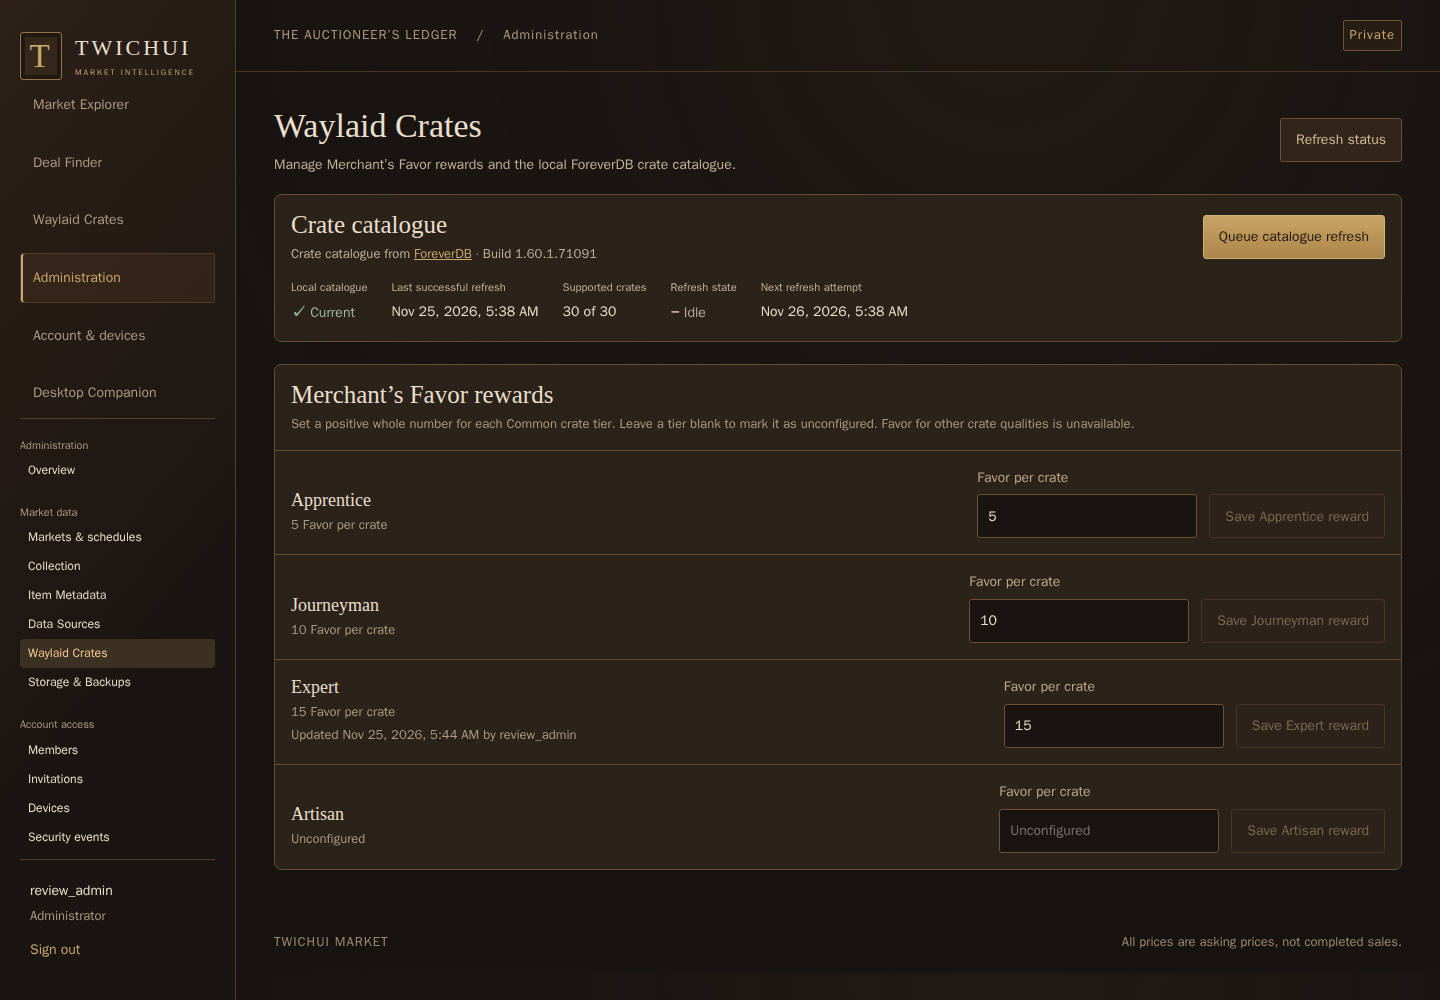 T
TWICHUI
MARKET INTELLIGENCE
Market Explorer
Deal Finder
Waylaid Crates
Administration
Account & devices
Desktop Companion
Administration
Overview
Market data
Markets & schedules
Collection
Item Metadata
Data Sources
Waylaid Crates
Storage & Backups
Account access
Members
Invitations
Devices
Security events
review_admin
Administrator
Sign out
THE AUCTIONEER’S LEDGER / Administration
Private
Waylaid Crates
Manage Merchant’s Favor rewards and the local ForeverDB crate catalogue.
Refresh status
Crate catalogue
Crate catalogue from ForeverDB · Build 1.60.1.71091
Queue catalogue refresh
Local catalogue
✓ Current
Last successful refresh
Nov 25, 2026, 5:38 AM
Supported crates
30 of 30
Refresh state
– Idle
Next refresh attempt
Nov 26, 2026, 5:38 AM
Merchant’s Favor rewards
Set a positive whole number for each Common crate tier. Leave a tier blank to mark it as unconfigured. Favor for other crate qualities is unavailable.
Apprentice
5 Favor per crate
Favor per crate
5
Save Apprentice reward
Journeyman
10 Favor per crate
Favor per crate
10
Save Journeyman reward
Expert
15 Favor per crate
Updated Nov 25, 2026, 5:44 AM by review_admin
Favor per crate
15
Save Expert reward
Artisan
Unconfigured
Favor per crate
Unconfigured
Save Artisan reward
TWICHUI MARKET
All prices are asking prices, not completed sales.